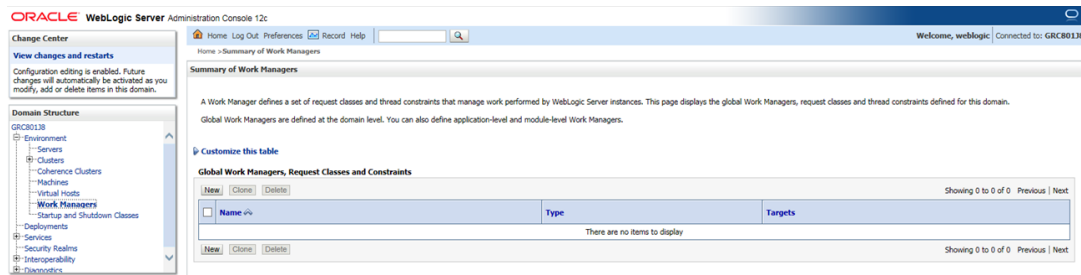 ORACLE WebLogic Server Administration Console 12c
Change Center
View changes and restarts
Configuration editing is enabled. Future
changes will automatically be activated as you
modify, add or delete items in this domain.
Domain Structure
GRC801JB
Environment
Servers
Clusters
Coherence Clusters
Machines
Virtual Hosts
Work Managers
Startup and Shutdown Classes
Deployments
Services
Security Realms
Interoperability
Diagnostics
Home Log Out Preferences Record Help
Welcome, weblogic Connected to: GRC801JB
Home >Summary of Work Managers
Summary of Work Managers
A Work Manager defines a set of request classes and thread constraints that manage work performed by WebLogic Server instances. This page displays the global Work Managers, request classes and thread constraints defined for this domain.
Global Work Managers are defined at the domain level. You can also define application-level and module-level Work Managers.
Customize this table
Global Work Managers, Request Classes and Constraints
New Clone Delete Showing 0 to 0 of 0 Previous | Next
Name Type Targets
There are no items to display
New Clone Delete Showing 0 to 0 of 0 Previous | Next